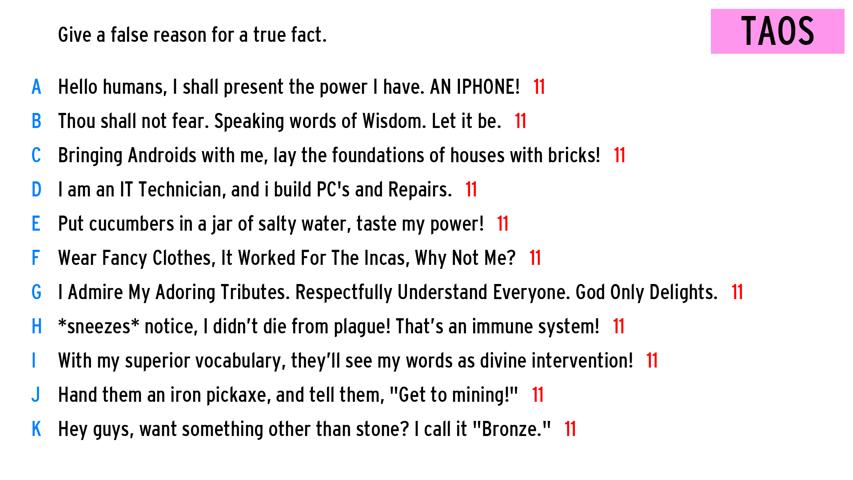 Give a false reason for a true fact.
TAOS
A Hello humans, I shall present the power I have. AN IPHONE! 11
B Thou shall not fear. Speaking words of Wisdom. Let it be. 11
C Bringing Androids with me, lay the foundations of houses with bricks! 11
D I am an IT Technician, and i build PC's and Repairs. 11
E Put cucumbers in a jar of salty water, taste my power! 11
F Wear Fancy Clothes, It Worked For The Incas, Why Not Me? 11
G I Admire My Adoring Tributes. Respectfully Understand Everyone. God Only Delights. 11
H *sneezes* notice, I didn’t die from plague! That’s an immune system! 11
I With my superior vocabulary, they’ll see my words as divine intervention! 11
J Hand them an iron pickaxe, and tell them, "Get to mining!" 11
K Hey guys, want something other than stone? I call it "Bronze." 11